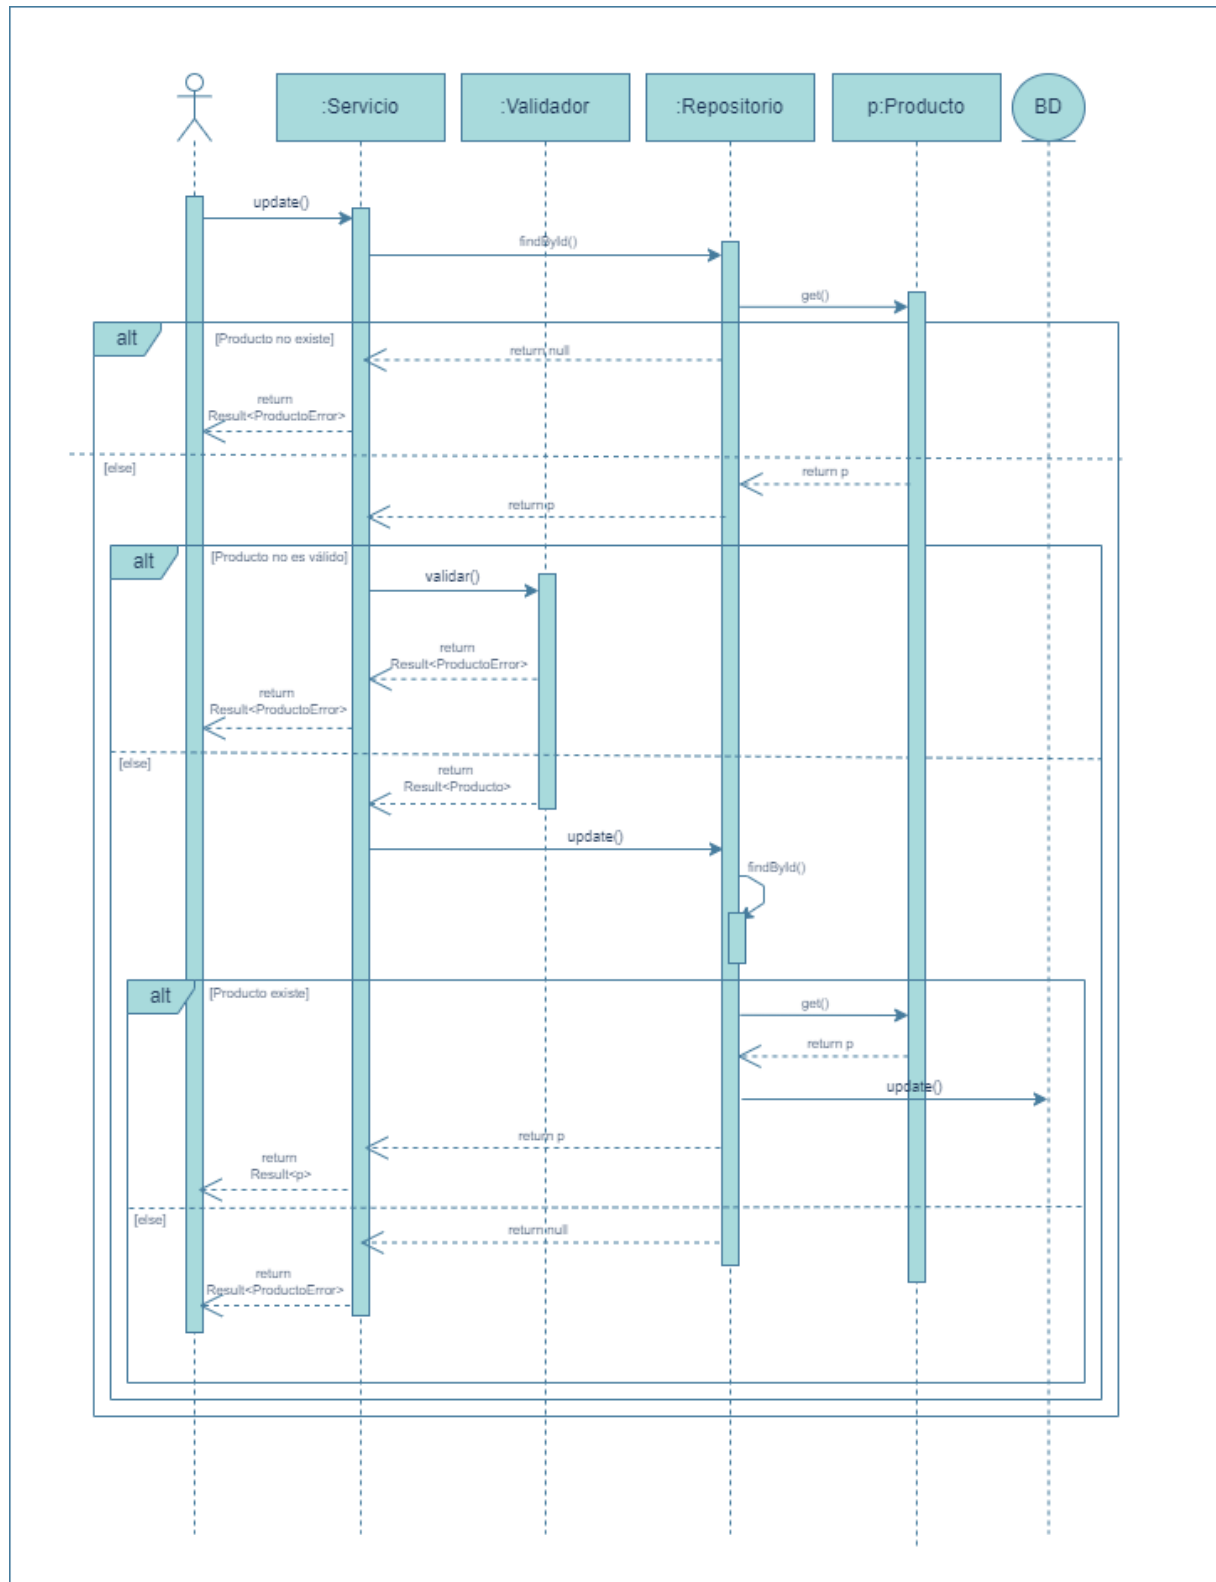 :Servicio
:Validador
:Repositorio
p:Producto
BD
update()
findById()
get()
alt
[Producto no existe]
return null
return
Result<ProductoError>
[else]
return p
return p
alt
[Producto no es válido]
validar()
return
Result<ProductoError>
return
Result<ProductoError>
[else]
return
Result<Producto>
update()
findById()
alt
[Producto existe]
get()
return p
update()
return p
return
Result<p>
[else]
return null
return
Result<ProductoError>